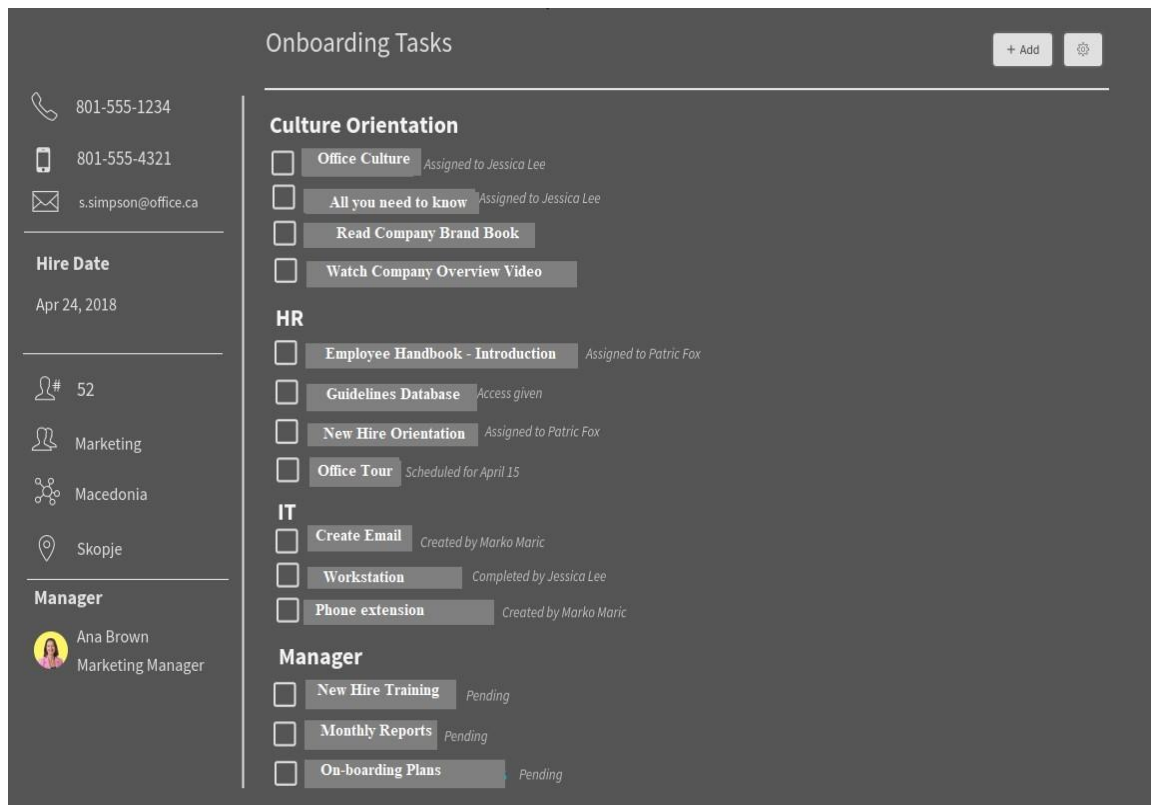 Onboarding Tasks
+ Add
801-555-1234
801-555-4321
s.simpson@office.ca
Hire Date
Apr 24, 2018
# 52
Marketing
Macedonia
Skopje
Manager
Ana Brown
Marketing Manager
Culture Orientation
Office Culture Assigned to Jessica Lee
All you need to know Assigned to Jessica Lee
Read Company Brand Book
Watch Company Overview Video
HR
Employee Handbook - Introduction Assigned to Patric Fox
Guidelines Database Access given
New Hire Orientation Assigned to Patric Fox
Office Tour Scheduled for April 15
IT
Create Email Created by Marko Maric
Workstation Completed by Jessica Lee
Phone extension Created by Marko Maric
Manager
New Hire Training Pending
Monthly Reports Pending
On-boarding Plans Pending